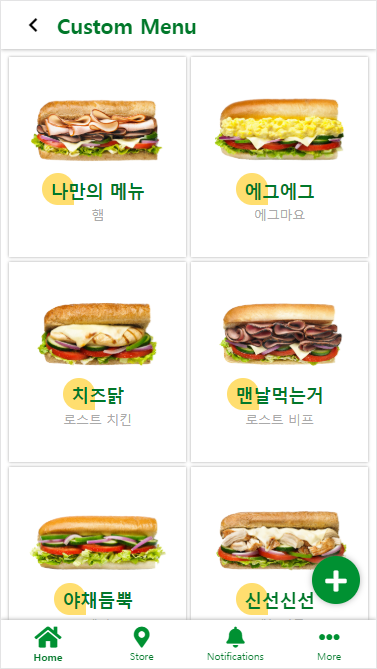 Custom Menu
나만의 메뉴
햄
에그에그
에그마요
치즈닭
로스트 치킨
맨날먹는거
로스트 비프
야채듬뿍
신선신선
Home
Store
Notifications
More